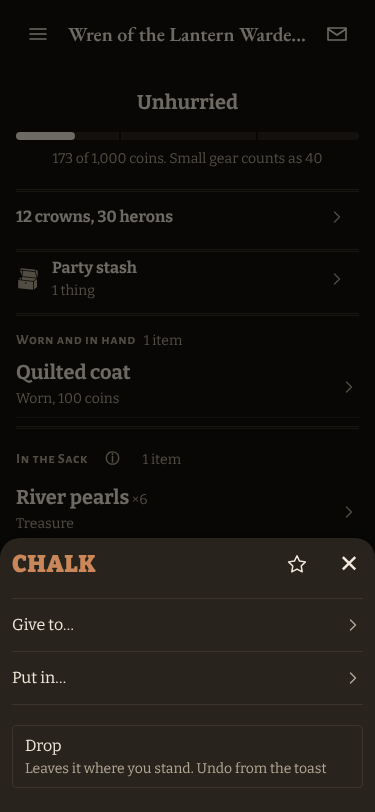 Wren of the Lantern Warde...
Unhurried
173 of 1,000 coins. Small gear counts as 40
12 crowns, 30 herons
Party stash
1 thing
Worn and in hand 1 item
Quilted coat
Worn, 100 coins
In the Sack 1 item
River pearls ×6
Treasure
CHALK
Give to...
Put in...
Drop
Leaves it where you stand. Undo from the toast